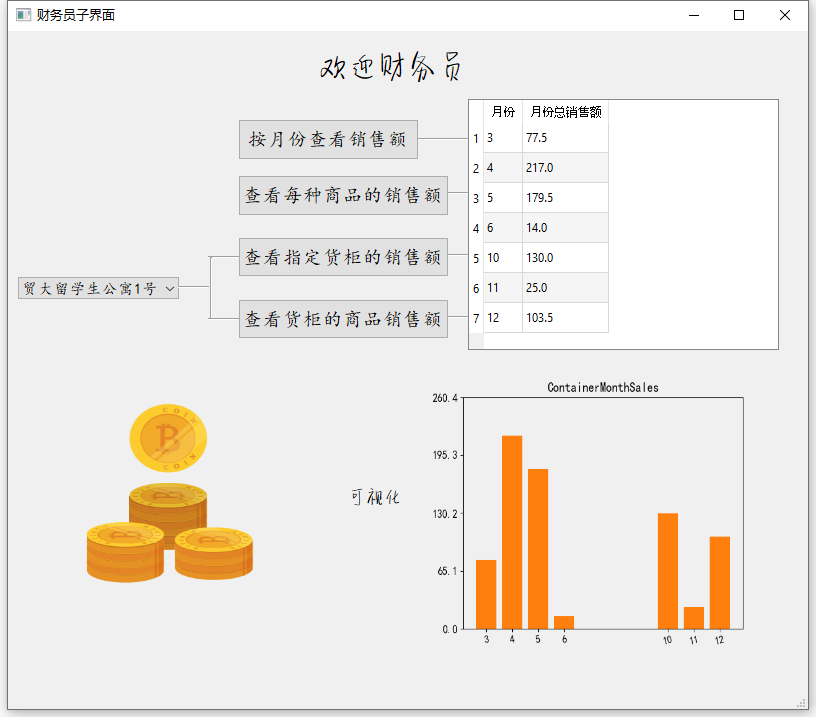 财务员子界面
欢迎财务员
按月份查看销售额
查看每种商品的销售额
查看指定货柜的销售额
查看货柜的商品销售额
贸大留学生公寓1号
月份 月份总销售额
1 3 77.5
2 4 217.0
3 5 179.5
4 6 14.0
5 10 130.0
6 11 25.0
7 12 103.5
COIN
B
COIN
可视化
ContainerMonthSales
260.4
195.3
130.2
65.1
0.0
3 4 5 6 10 11 12